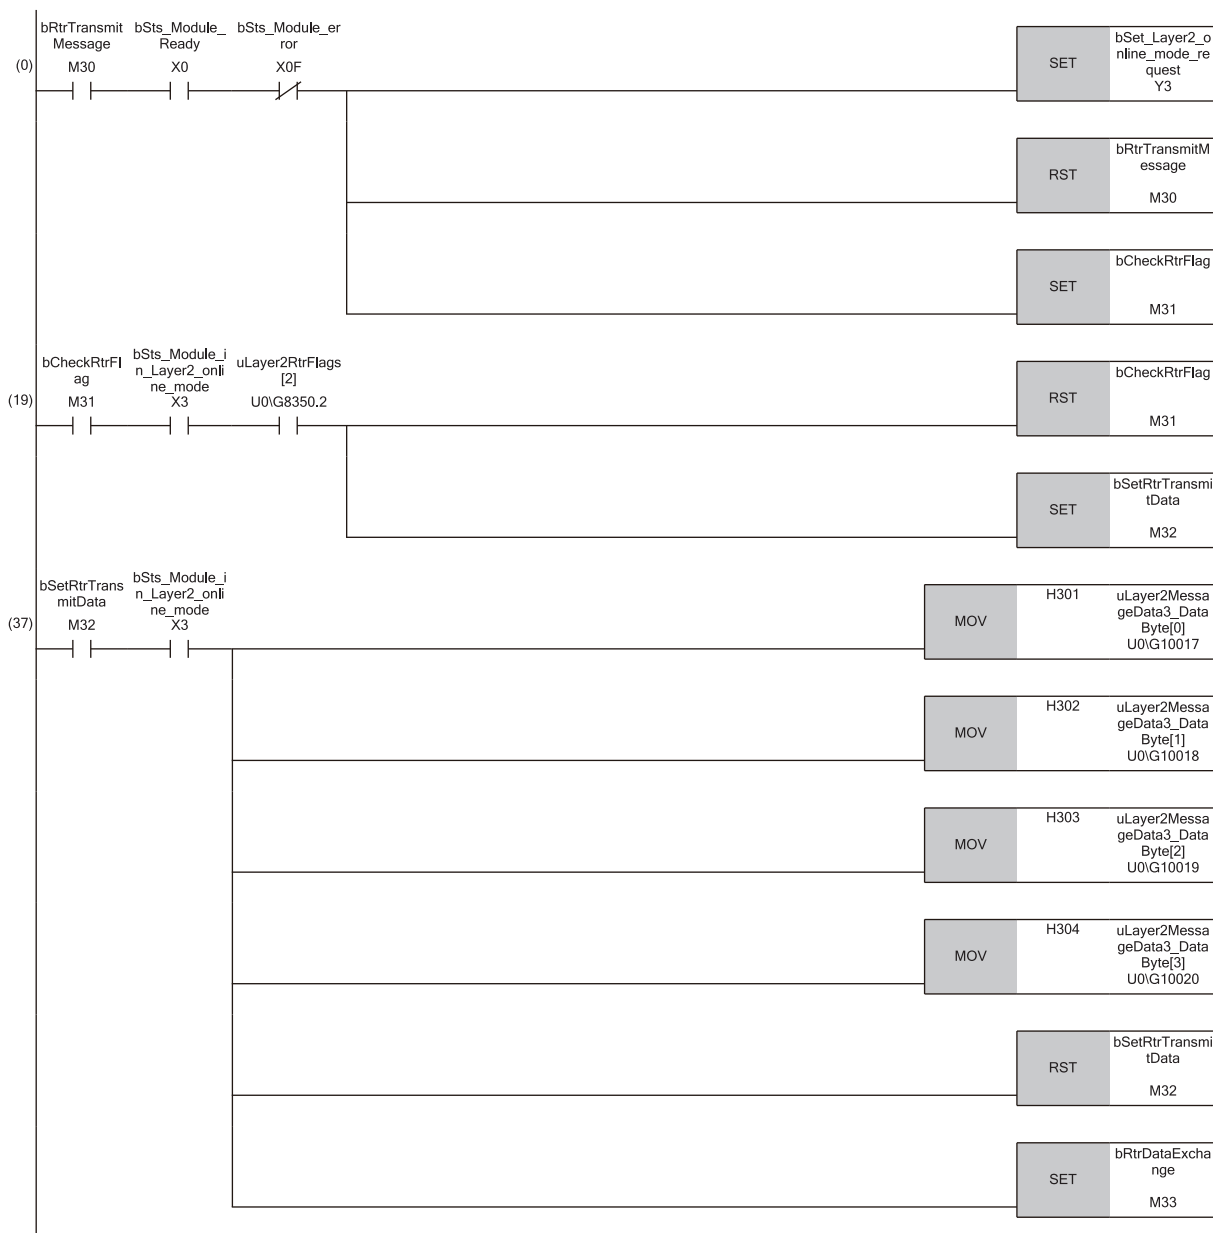 bRtrTransmit
Message
M30
bSts_Module_
Ready
X0
bSts_Module_er
ror
X0F
(0)
SET
bSet_Layer2_o
nline_mode_re
quest
Y3
RST
bRtrTransmitM
essage
M30
SET
bCheckRtrFlag
M31
(19)
bCheckRtrFl
ag
M31
bSts_Module_i
n_Layer2_onli
ne_mode
X3
uLayer2RtrFlags
[2]
U0\G8350.2
RST
bCheckRtrFlag
M31
SET
bSetRtrTransmi
tData
M32
(37)
bSetRtrTrans
mitData
M32
bSts_Module_i
n_Layer2_onli
ne_mode
X3
MOV
H301
uLayer2Messa
geData3_Data
Byte[0]
U0\G10017
MOV
H302
uLayer2Messa
geData3_Data
Byte[1]
U0\G10018
MOV
H303
uLayer2Messa
geData3_Data
Byte[2]
U0\G10019
MOV
H304
uLayer2Messa
geData3_Data
Byte[3]
U0\G10020
RST
bSetRtrTransmi
tData
M32
SET
bRtrDataExcha
nge
M33